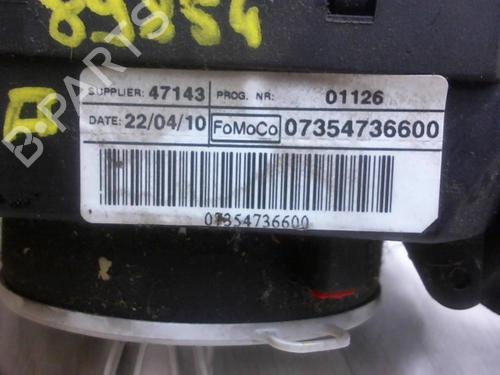 89854
B-PARTS
SUPPLIER: 47143 PROG. NR: 01126
DATE: 22/04/10 FoMoCo 07354736600
07354736600